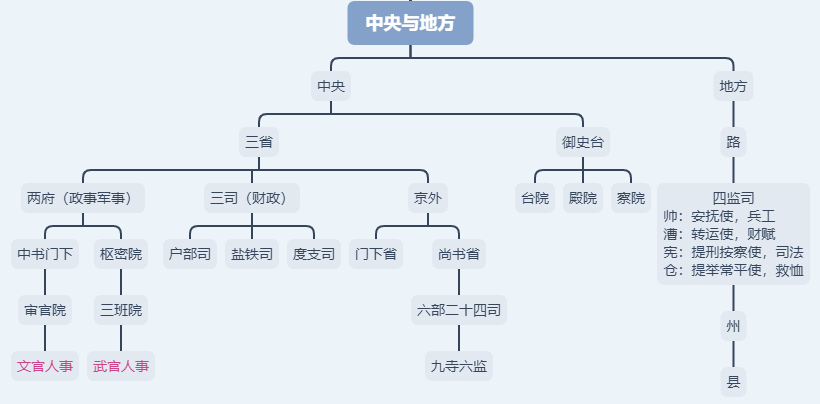 中央与地方
中央
地方
三省
御史台
路
两府（政事军事）
三司（财政）
京外
台院
殿院
察院
四监司
帅：安抚使，兵工
漕：转运使，财赋
宪：提刑按察使，司法
仓：提举常平使，救恤
中书门下
枢密院
户部司
盐铁司
度支司
门下省
尚书省
审官院
三班院
六部二十四司
州
文官人事
武官人事
九寺六监
县